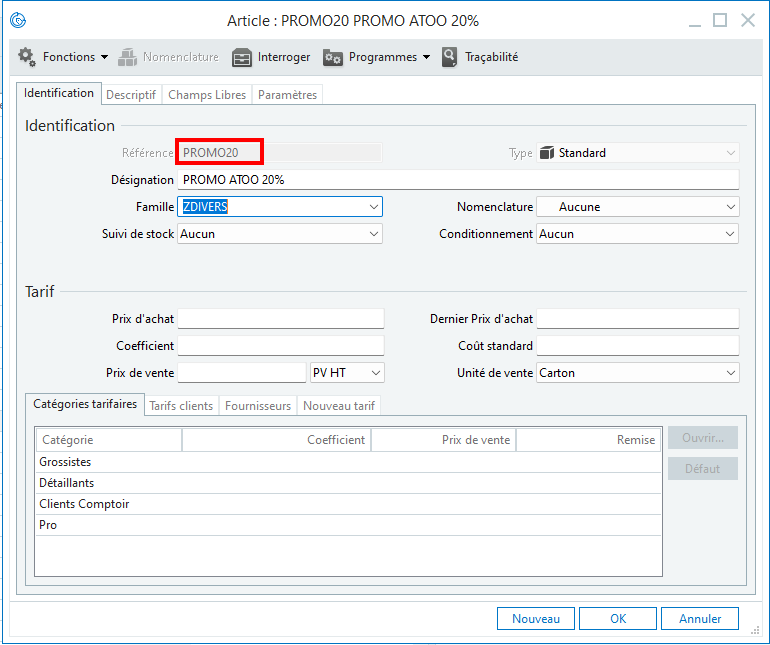 Article : PROMO20 PROMO ATOO 20%
Fonctions Nomenclature Interroger Programmes Traçabilité
Identification Descriptif Champs Libres Paramètres
Identification
Référence PROMO20 Type Standard
Désignation PROMO ATOO 20%
Famille ZDIVERS Nomenclature Aucune
Suivi de stock Aucun Conditionnement Aucun
Tarif
Prix d'achat Dernier Prix d'achat
Coefficient Coût standard
Prix de vente PV HT Unité de vente Carton
Catégories tarifaires Tarifs clients Fournisseurs Nouveau tarif
Catégorie Coefficient Prix de vente Remise Ouvrir...
Grossistes
Détaillants Défaut
Clients Comptoir
Pro
Nouveau OK Annuler